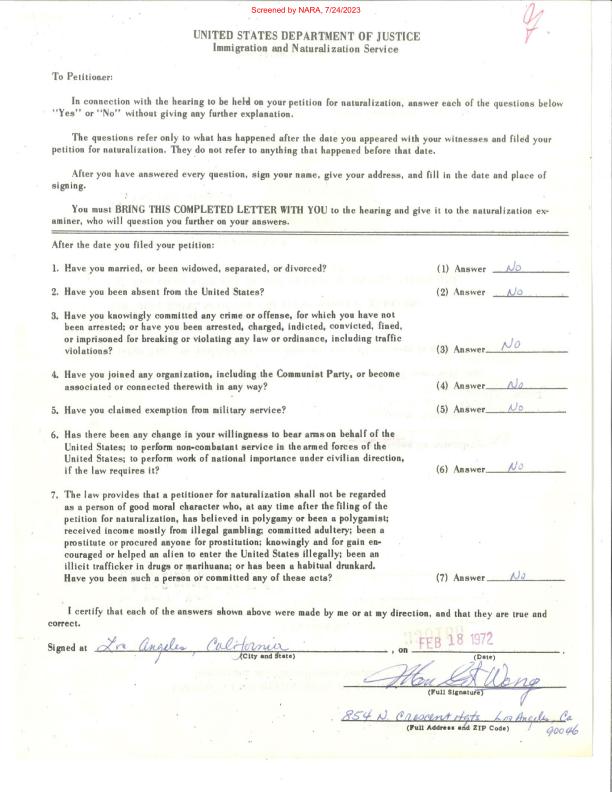 Screened by NARA, 7/24/2023
UNITED STATES DEPARTMENT OF JUSTICE
Immigration and Naturalization Service
To Petitioner:
In connection with the hearing to be held on your petition for naturalization, answer each of the questions below
"Yes" or "No" without giving any further explanation.
The questions refer only to what has happened after the date you appeared with your witnesses and filed your
petition for naturalization. They do not refer to anything that happened before that date.
After you have answered every question, sign your name, give your address, and fill in the date and place of
signing.
You must BRING THIS COMPLETED LETTER WITH YOU to the hearing and give it to the naturalization ex-
aminer, who will question you further on your answers.
After the date you filed your petition:
1. Have you married, or been widowed, separated, or divorced? (1) Answer No
2. Have you been absent from the United States? (2) Answer No
3. Have you knowingly committed any crime or offense, for which you have not
been arrested; or have you been arrested, charged, indicted, convicted, fined,
or imprisoned for breaking or violating any law or ordinance, including traffic
violations? (3) Answer No
4. Have you joined any organization, including the Communist Party, or become
associated or connected therewith in any way? (4) Answer No
5. Have you claimed exemption from military service? (5) Answer No
6. Has there been any change in your willingness to bear arms on behalf of the
United States; to perform non-combatant service in the armed forces of the
United States; to perform work of national importance under civilian direction,
if the law requires it? (6) Answer No
7. The law provides that a petitioner for naturalization shall not be regarded
as a person of good moral character who, at any time after the filing of the
petition for naturalization, has believed in polygamy or been a polygamist;
received income mostly from illegal gambling; committed adultery; been a
prostitute or procured anyone for prostitution; knowingly and for gain en-
couraged or helped an alien to enter the United States illegally; been an
illicit trafficker in drugs or marihuana; or has been a habitual drunkard.
Have you been such a person or committed any of these acts? (7) Answer No
I certify that each of the answers shown above were made by me or at my direction, and that they are true and
correct.
Signed at Los Angeles, California, on FEB 18 1972
(City and State) (Date)
Wong
(Full Signature)
854 N. Crescent Hgts Los Angeles, Ca
(Full Address and ZIP Code) 90046